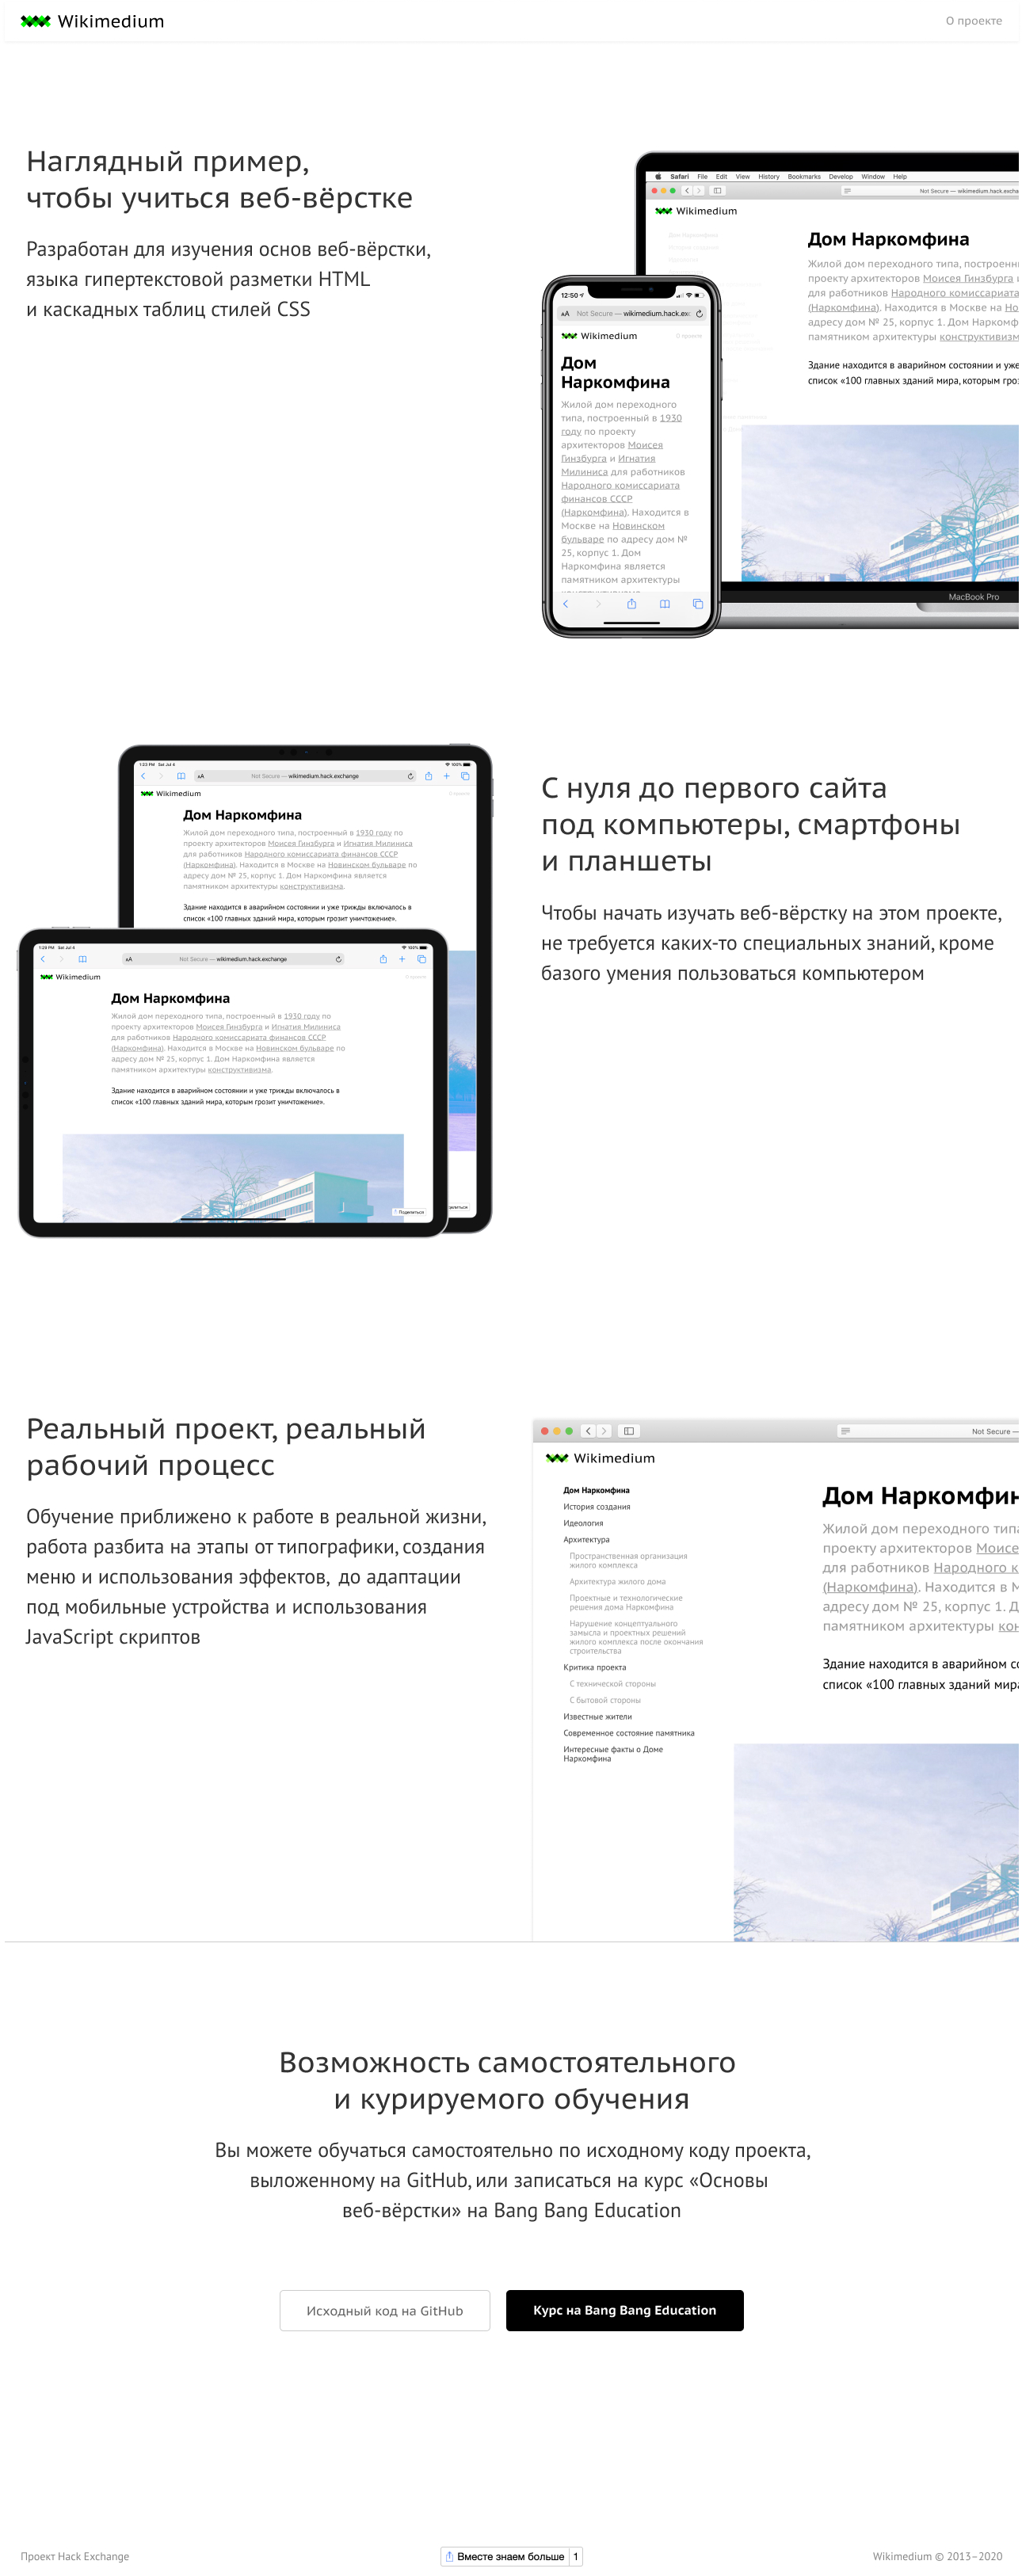 Wikimedium
О проекте
Наглядный пример,
чтобы учиться веб-вёрстке
Разработан для изучения основ веб-вёрстки,
языка гипертекстовой разметки HTML
и каскадных таблиц стилей CSS
Safari File Edit View History Bookmarks Develop Window Help
Not Secure — wikimedium.hack.excha
Wikimedium
Дом Наркомфина
Жилой дом переходного типа, построенн
проекту архитекторов Моисея Гинзбурга
для работников Народного комиссариата
(Наркомфина). Находится в Москве на Но
адресу дом № 25, корпус 1. Дом Наркомф
памятником архитектуры конструктивизм
Здание находится в аварийном состоянии и уже
список «100 главных зданий мира, которым гроз
MacBook Pro
12:50
AA Not Secure — wikimedium.hack.exc
Wikimedium
О проекте
Дом
Наркомфина
Жилой дом переходного
типа, построенный в 1930
году по проекту
архитекторов Моисея
Гинзбурга и Игнатия
Милиниса для работников
Народного комиссариата
финансов СССР
(Наркомфина). Находится в
Москве на Новинском
бульваре по адресу дом №
25, корпус 1. Дом
Наркомфина является
памятником архитектуры
1:23 PM Sat Jul 4
100%
AA Not Secure — wikimedium.hack.exchange
Wikimedium
Дом Наркомфина
Жилой дом переходного типа, построенный в 1930 году по
проекту архитекторов Моисея Гинзбурга и Игнатия Милиниса
для работников Народного комиссариата финансов СССР
(Наркомфина). Находится в Москве на Новинском бульваре по
адресу дом № 25, корпус 1. Дом Наркомфина является
памятником архитектуры конструктивизма.
Здание находится в аварийном состоянии и уже трижды включалось в
список «100 главных зданий мира, которым грозит уничтожение».
1:28 PM Sat Jul 4
100%
AA Not Secure — wikimedium.hack.exchange
Wikimedium
Дом Наркомфина
Жилой дом переходного типа, построенный в 1930 году по
проекту архитекторов Моисея Гинзбурга и Игнатия Милиниса
для работников Народного комиссариата финансов СССР
(Наркомфина). Находится в Москве на Новинском бульваре по
адресу дом № 25, корпус 1. Дом Наркомфина является
памятником архитектуры конструктивизма.
Здание находится в аварийном состоянии и уже трижды включалось в
список «100 главных зданий мира, которым грозит уничтожение».
Поделиться
С нуля до первого сайта
под компьютеры, смартфоны
и планшеты
Чтобы начать изучать веб-вёрстку на этом проекте,
не требуется каких-то специальных знаний, кроме
базого умения пользоваться компьютером
Реальный проект, реальный
рабочий процесс
Обучение приближено к работе в реальной жизни,
работа разбита на этапы от типографики, создания
меню и использования эффектов, до адаптации
под мобильные устройства и использования
JavaScript скриптов
Not Secure —
Wikimedium
Дом Наркомфина
История создания
Идеология
Архитектура
Пространственная организация
жилого комплекса
Архитектура жилого дома
Проектные и технологические
решения дома Наркомфина
Нарушение концептуального
замысла и проектных решений
жилого комплекса после окончания
строительства
Критика проекта
С технической стороны
С бытовой стороны
Известные жители
Современное состояние памятника
Интересные факты о Доме
Наркомфина
Дом Наркомфин
Жилой дом переходного типа
проекту архитекторов Моисе
для работников Народного к
(Наркомфина). Находится в М
адресу дом № 25, корпус 1. Д
памятником архитектуры кон
Здание находится в аварийном со
список «100 главных зданий мира
Возможность самостоятельного
и курируемого обучения
Вы можете обучаться самостоятельно по исходному коду проекта,
выложенному на GitHub, или записаться на курс «Основы
веб-вёрстки» на Bang Bang Education
Исходный код на GitHub
Курс на Bang Bang Education
Проект Hack Exchange
Вместе знаем больше 1
Wikimedium © 2013–2020